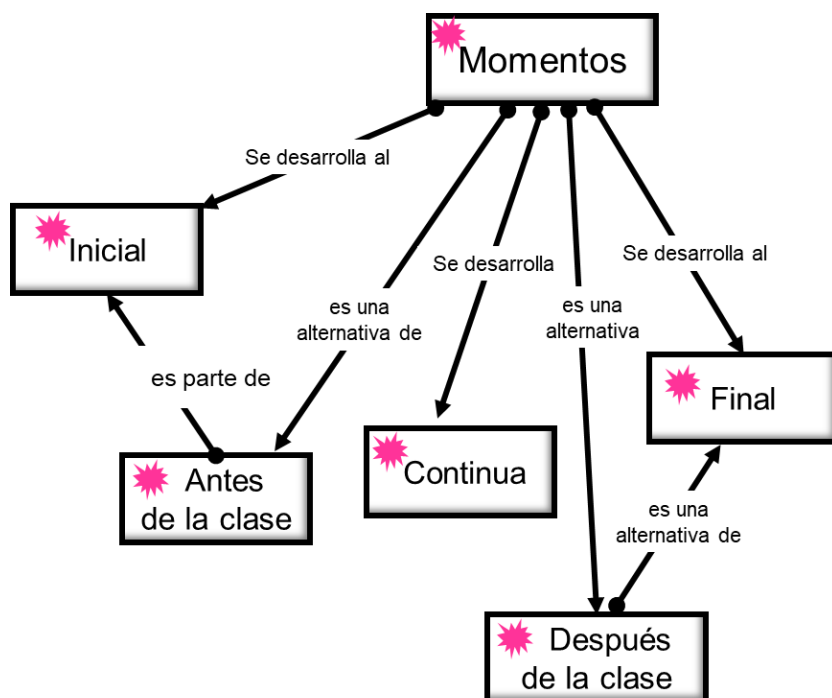 Momentos
Se desarrolla al
Inicial
Se desarrolla
Se desarrolla al
es una
alternativa de
es una
alternativa
es parte de
Final
Antes
de la clase
Continua
es una
alternativa de
Después
de la clase